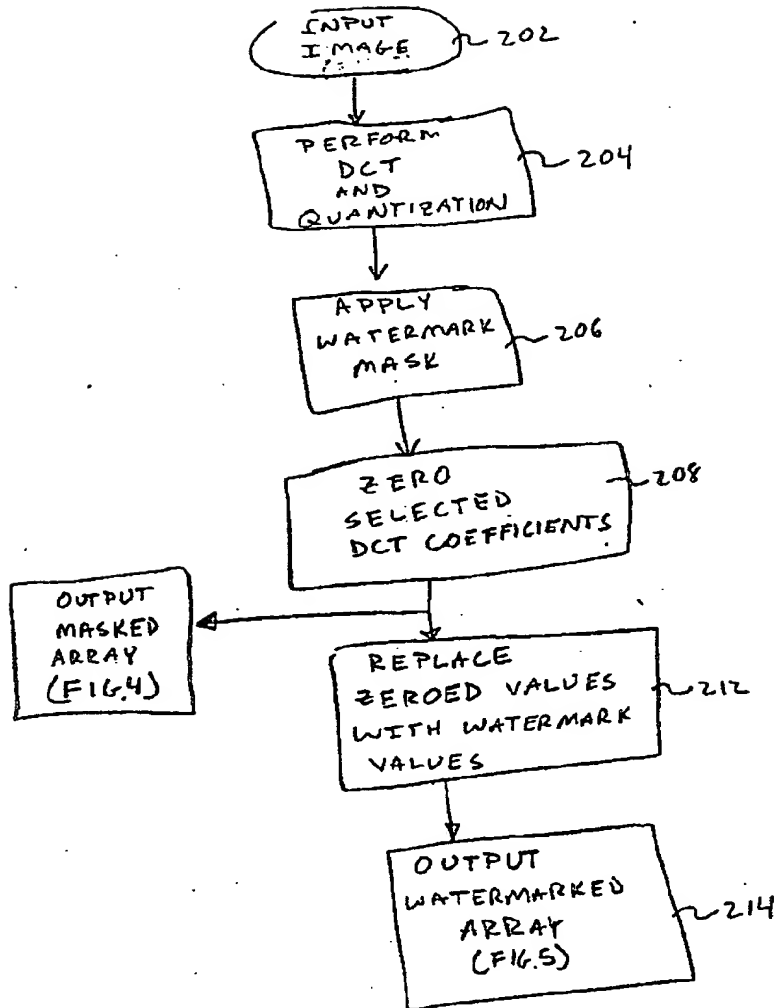 INPUT
IMAGE
202
PERFORM
DCT
AND
QUANTIZATION
204
APPLY
WATERMARK
MASK
206
ZERO
SELECTED
DCT COEFFICIENTS
208
OUTPUT
MASKED
ARRAY
(FIG.4)
REPLACE
ZEROED VALUES
WITH WATERMARK
VALUES
212
OUTPUT
WATERMARKED
ARRAY
(FIG.5)
214